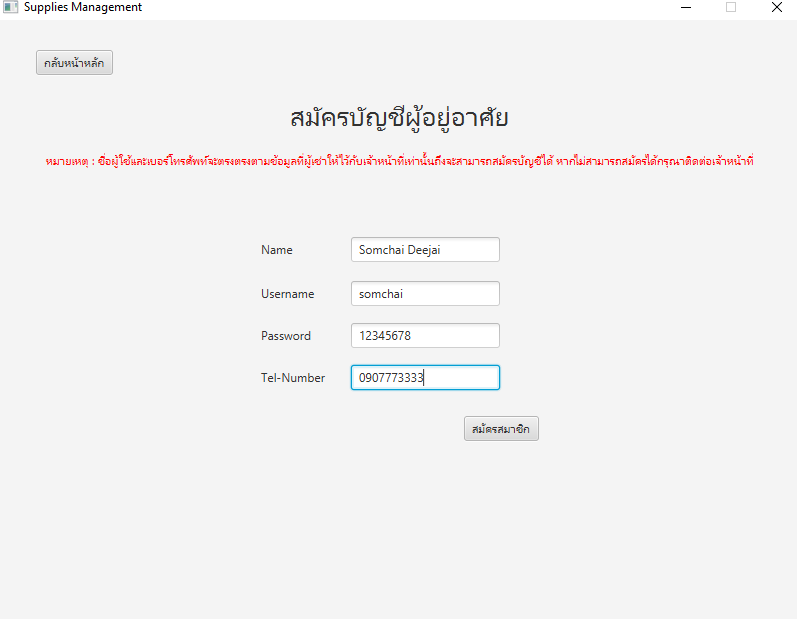 Supplies Management
กลับหน้าหลัก
สมัครบัญชีผู้อยู่อาศัย
หมายเหตุ : ชื่อผู้ใช้และเบอร์โทรศัพท์จะตรงตรงตามข้อมูลที่ผู้เช่าให้ไว้กับเจ้าหน้าที่เท่านั้นถึงจะสามารถสมัครบัญชีได้ หากไม่สามารถสมัครได้กรุณาติดต่อเจ้าหน้าที่
Name Somchai Deejai
Username somchai
Password 12345678
Tel-Number 0907773333
สมัครสมาชิก